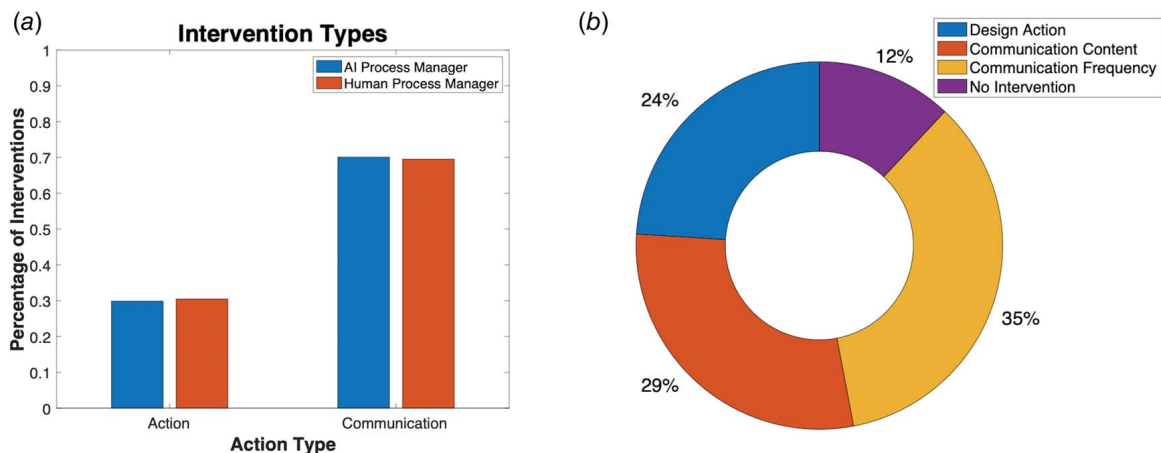 (a)
Intervention Types
AI Process Manager
Human Process Manager
Percentage of Interventions
1
0.9
0.8
0.7
0.6
0.5
0.4
0.3
0.2
0.1
0
Action
Communication
Action Type
(b)
Design Action
Communication Content
Communication Frequency
No Intervention
12%
24%
35%
29%